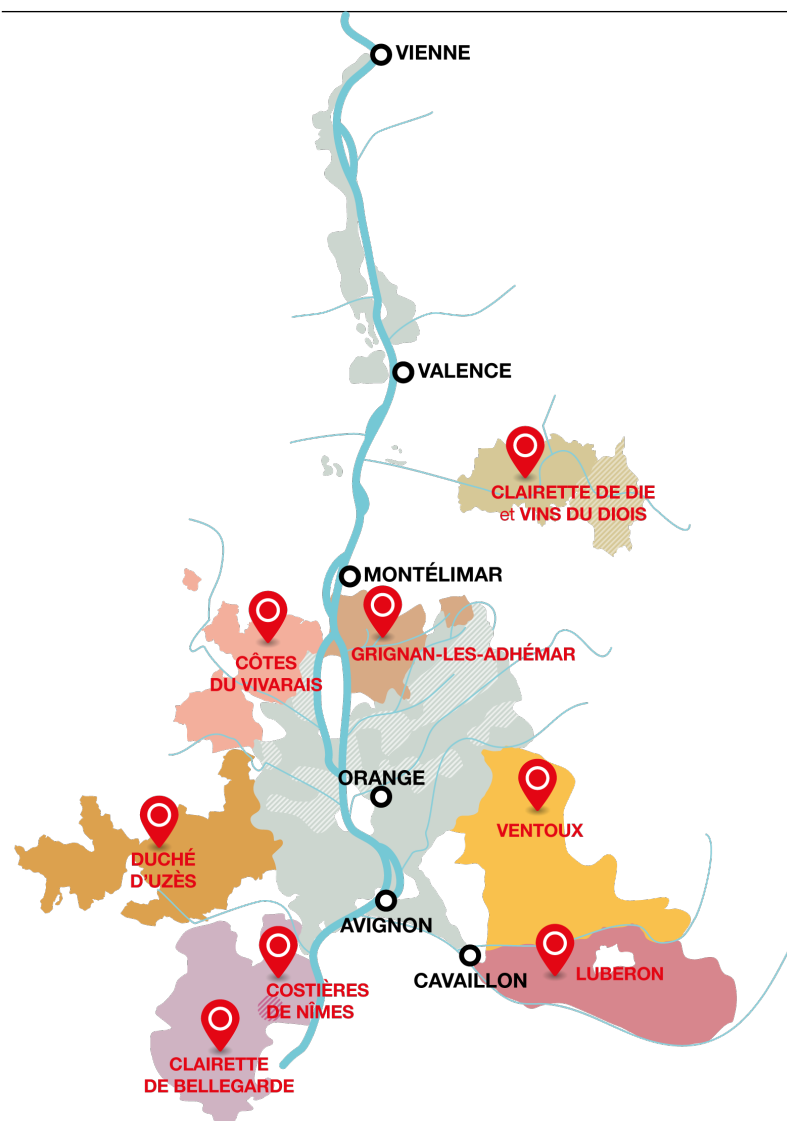 VIENNE
VALENCE
CLAIRETTE DE DIE
et VINS DU DIOIS
MONTÉLIMAR
GRIGNAN-LES-ADHÉMAR
CÔTES
DU VIVARAIS
ORANGE
VENTOUX
DUCHÉ
D'UZÈS
AVIGNON
CAVAILLON
LUBERON
COSTIÈRES
DE NÎMES
CLAIRETTE
DE BELLEGARDE